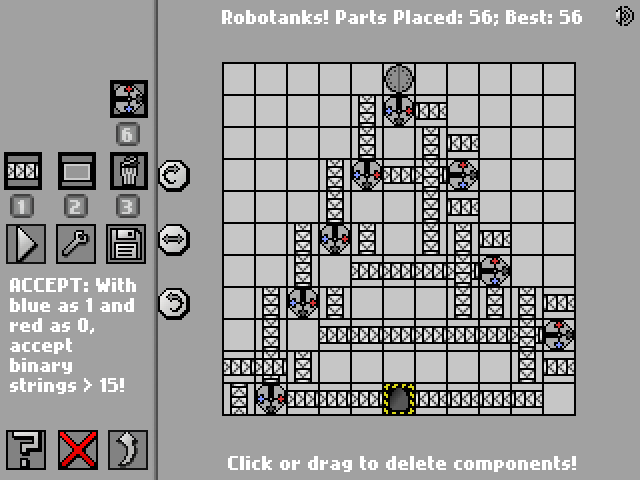 Robotanks! Parts Placed: 56; Best: 56
6
1 2 3
ACCEPT: With
blue as 1 and
red as 0,
accept
binary
strings > 15!
Click or drag to delete components!